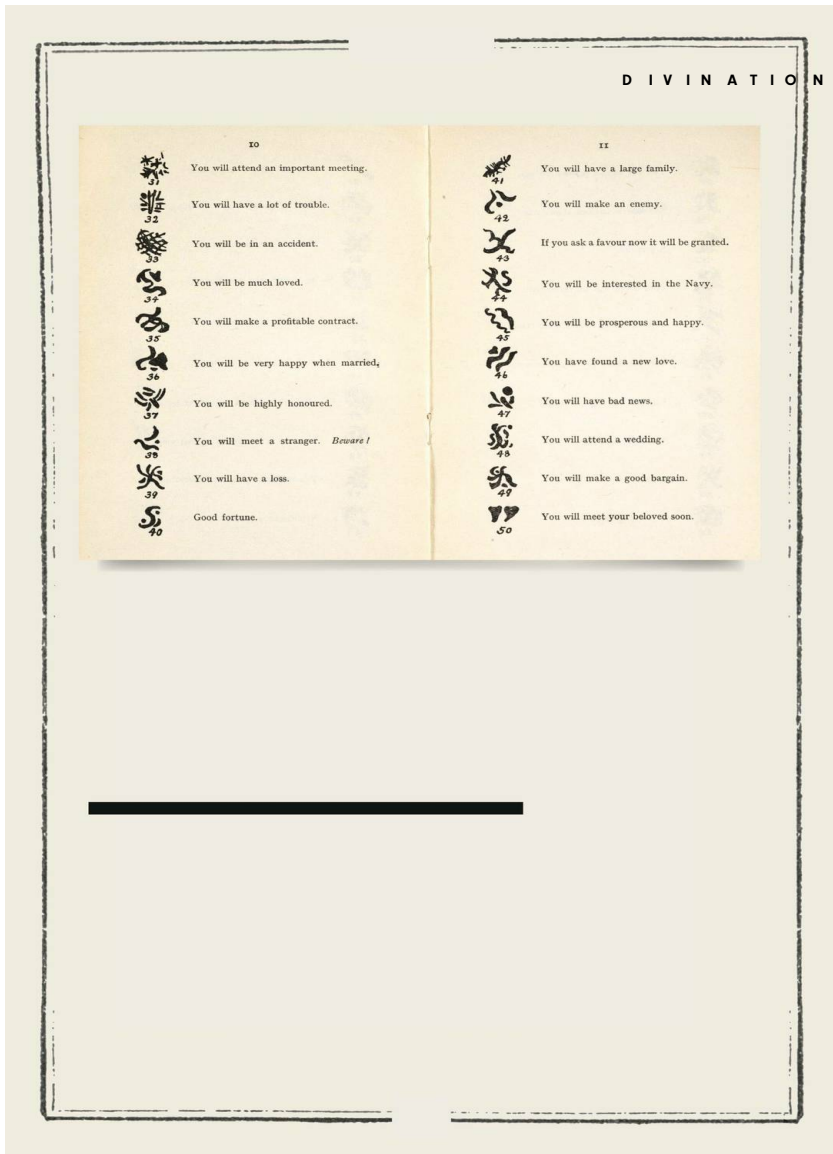 DIVINATION
10
31 You will attend an important meeting.
32 You will have a lot of trouble.
33 You will be in an accident.
34 You will be much loved.
35 You will make a profitable contract.
36 You will be very happy when married.
37 You will be highly honoured.
38 You will meet a stranger. Beware!
39 You will have a loss.
40 Good fortune.
11
41 You will have a large family.
42 You will make an enemy.
43 If you ask a favour now it will be granted.
44 You will be interested in the Navy.
45 You will be prosperous and happy.
46 You have found a new love.
47 You will have bad news.
48 You will attend a wedding.
49 You will make a good bargain.
50 You will meet your beloved soon.